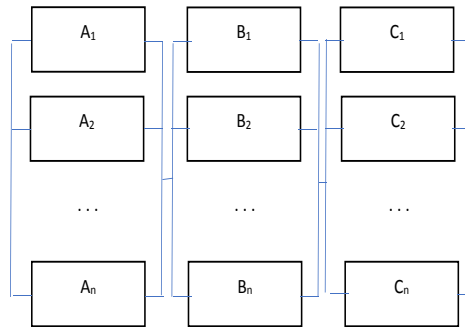 A₁ B₁ C₁
A₂ B₂ C₂
... ... ...
Aₙ Bₙ Cₙ